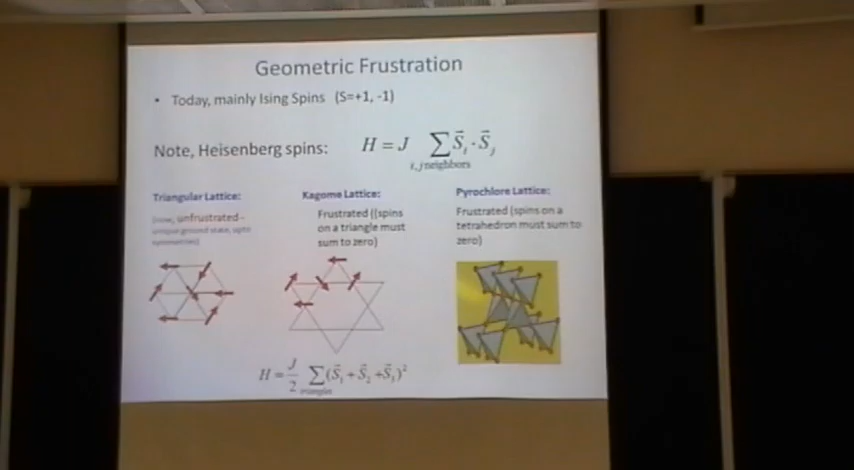 Geometric Frustration
• Today, mainly Ising Spins (S=+1, -1)
Note, Heisenberg spins: H = J ∑ S⃗ᵢ · S⃗ⱼ
i,j neighbors
Triangular Lattice:
unfrustrated–
Kagome Lattice:
Frustrated ((spins
on a triangle must
sum to zero)
Pyrochlore Lattice:
Frustrated (spins on a
tetrahedron must sum to
zero)
H = J/2 ∑ (S⃗₁ + S⃗₂ + S⃗₃)²
triangles